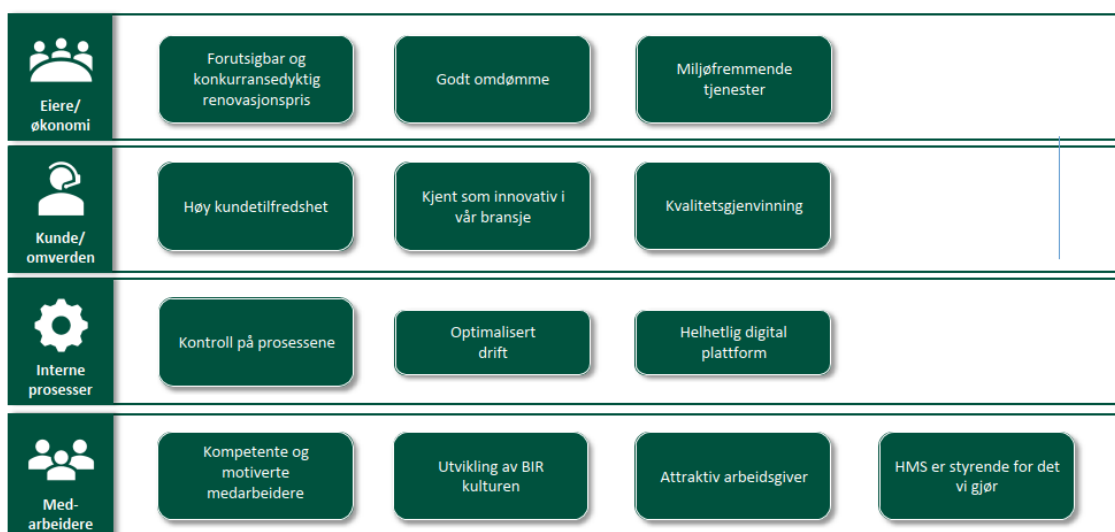 Eiere/
økonomi
Forutsigbar og
konkurransedyktig
renovasjonspris
Godt omdømme
Miljøfremmende
tjenester
Kunde/
omverden
Høy kundetilfredshet
Kjent som innovativ i
vår bransje
Kvalitetsgjenvinning
Interne
prosesser
Kontroll på prosessene
Optimalisert
drift
Helhetlig digital
plattform
Med-
arbeidere
Kompetente og
motiverte
medarbeidere
Utvikling av BIR
kulturen
Attraktiv arbeidsgiver
HMS er styrende for det
vi gjør